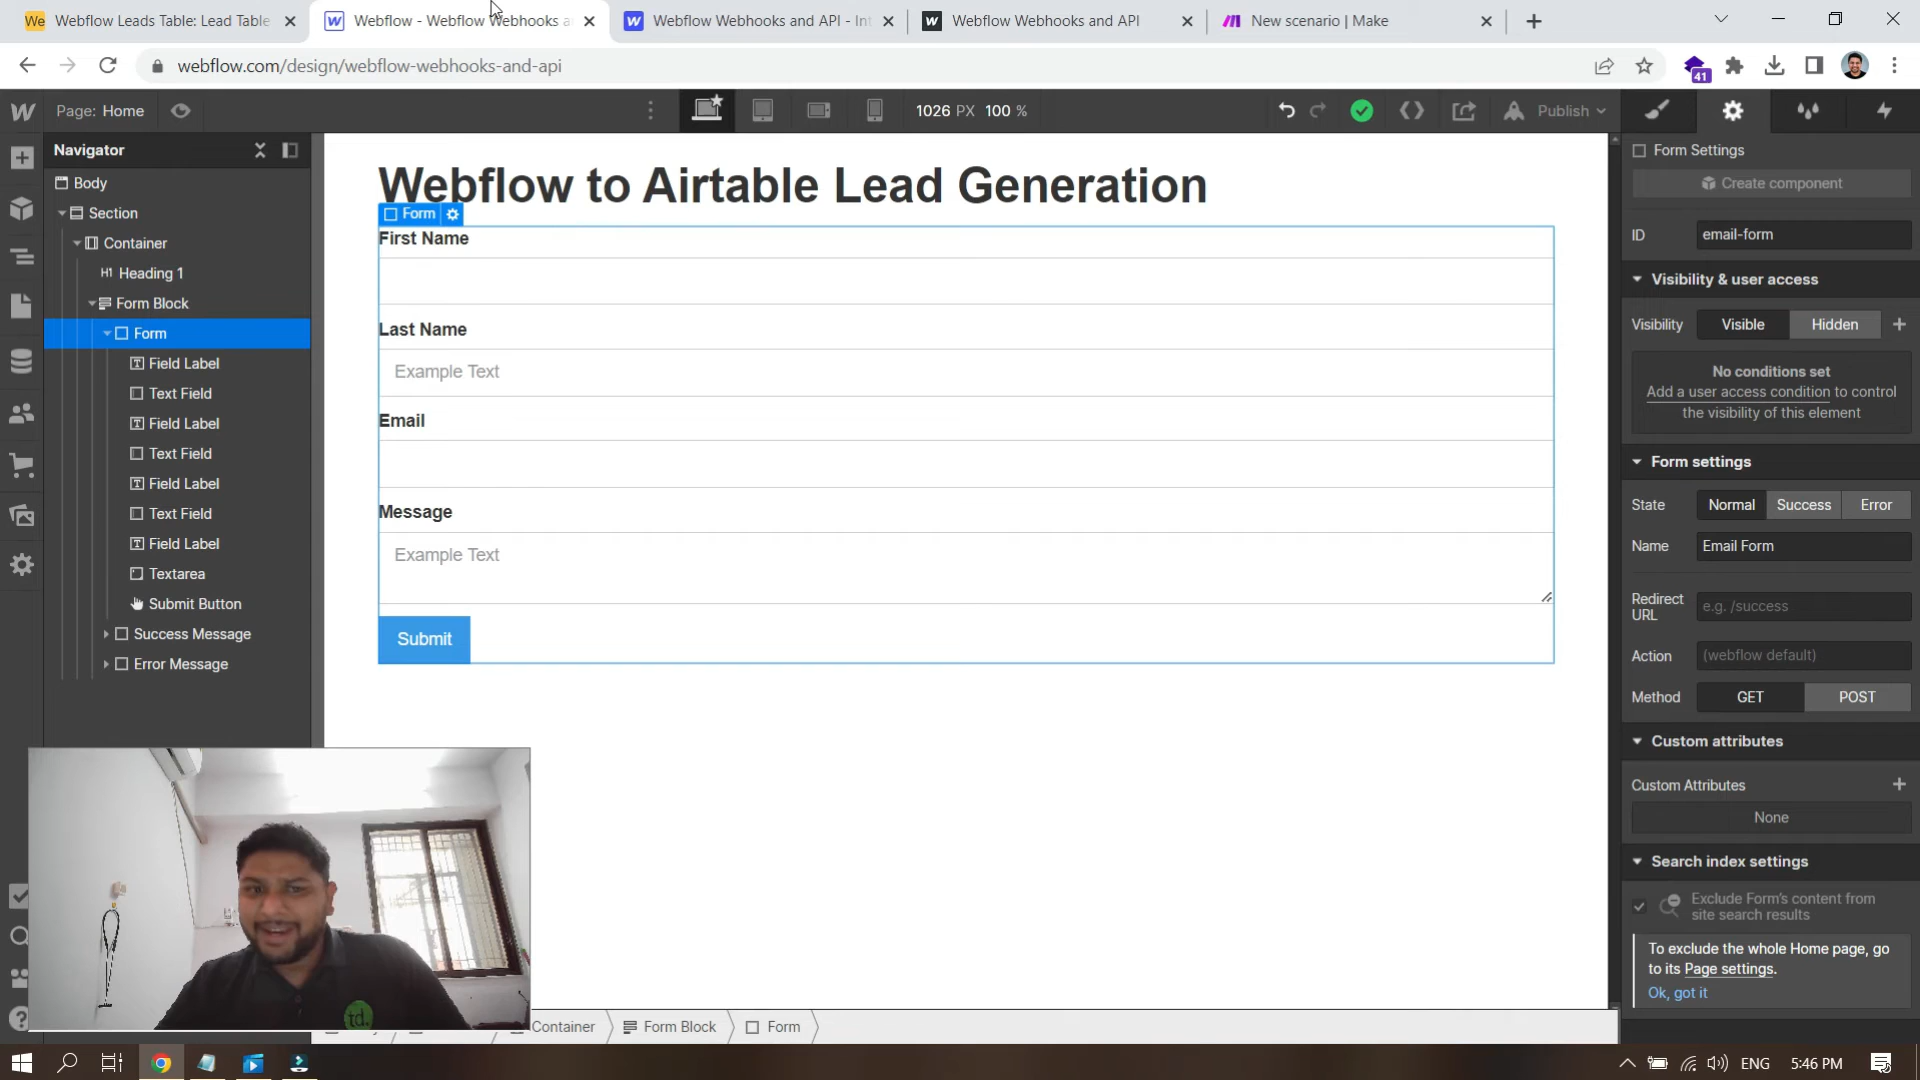 Webflow Leads Table: Lead Table
Webflow - Webflow Webhooks a
Webflow Webhooks and API - Int
Webflow Webhooks and API
New scenario | Make
webflow.com/design/webflow-webhooks-and-api
41
Page: Home
1026 PX 100 %
Publish
Navigator
Body
Section
Container
H1 Heading 1
Form Block
Form
Field Label
Text Field
Field Label
Text Field
Field Label
Text Field
Field Label
Textarea
Submit Button
Success Message
Error Message
Webflow to Airtable Lead Generation
Form
First Name
Last Name
Example Text
Email
Message
Example Text
Submit
Form Settings
Create component
ID email-form
Visibility & user access
Visibility Visible Hidden
No conditions set
Add a user access condition to control
the visibility of this element
Form settings
State Normal Success Error
Name Email Form
Redirect
URL
e.g. /success
Action (webflow default)
Method GET POST
Custom attributes
Custom Attributes
None
Search index settings
Exclude Form's content from
site search results
To exclude the whole Home page, go
to its Page settings.
Ok, got it
td.
Container
Form Block
Form
ENG
5:46 PM